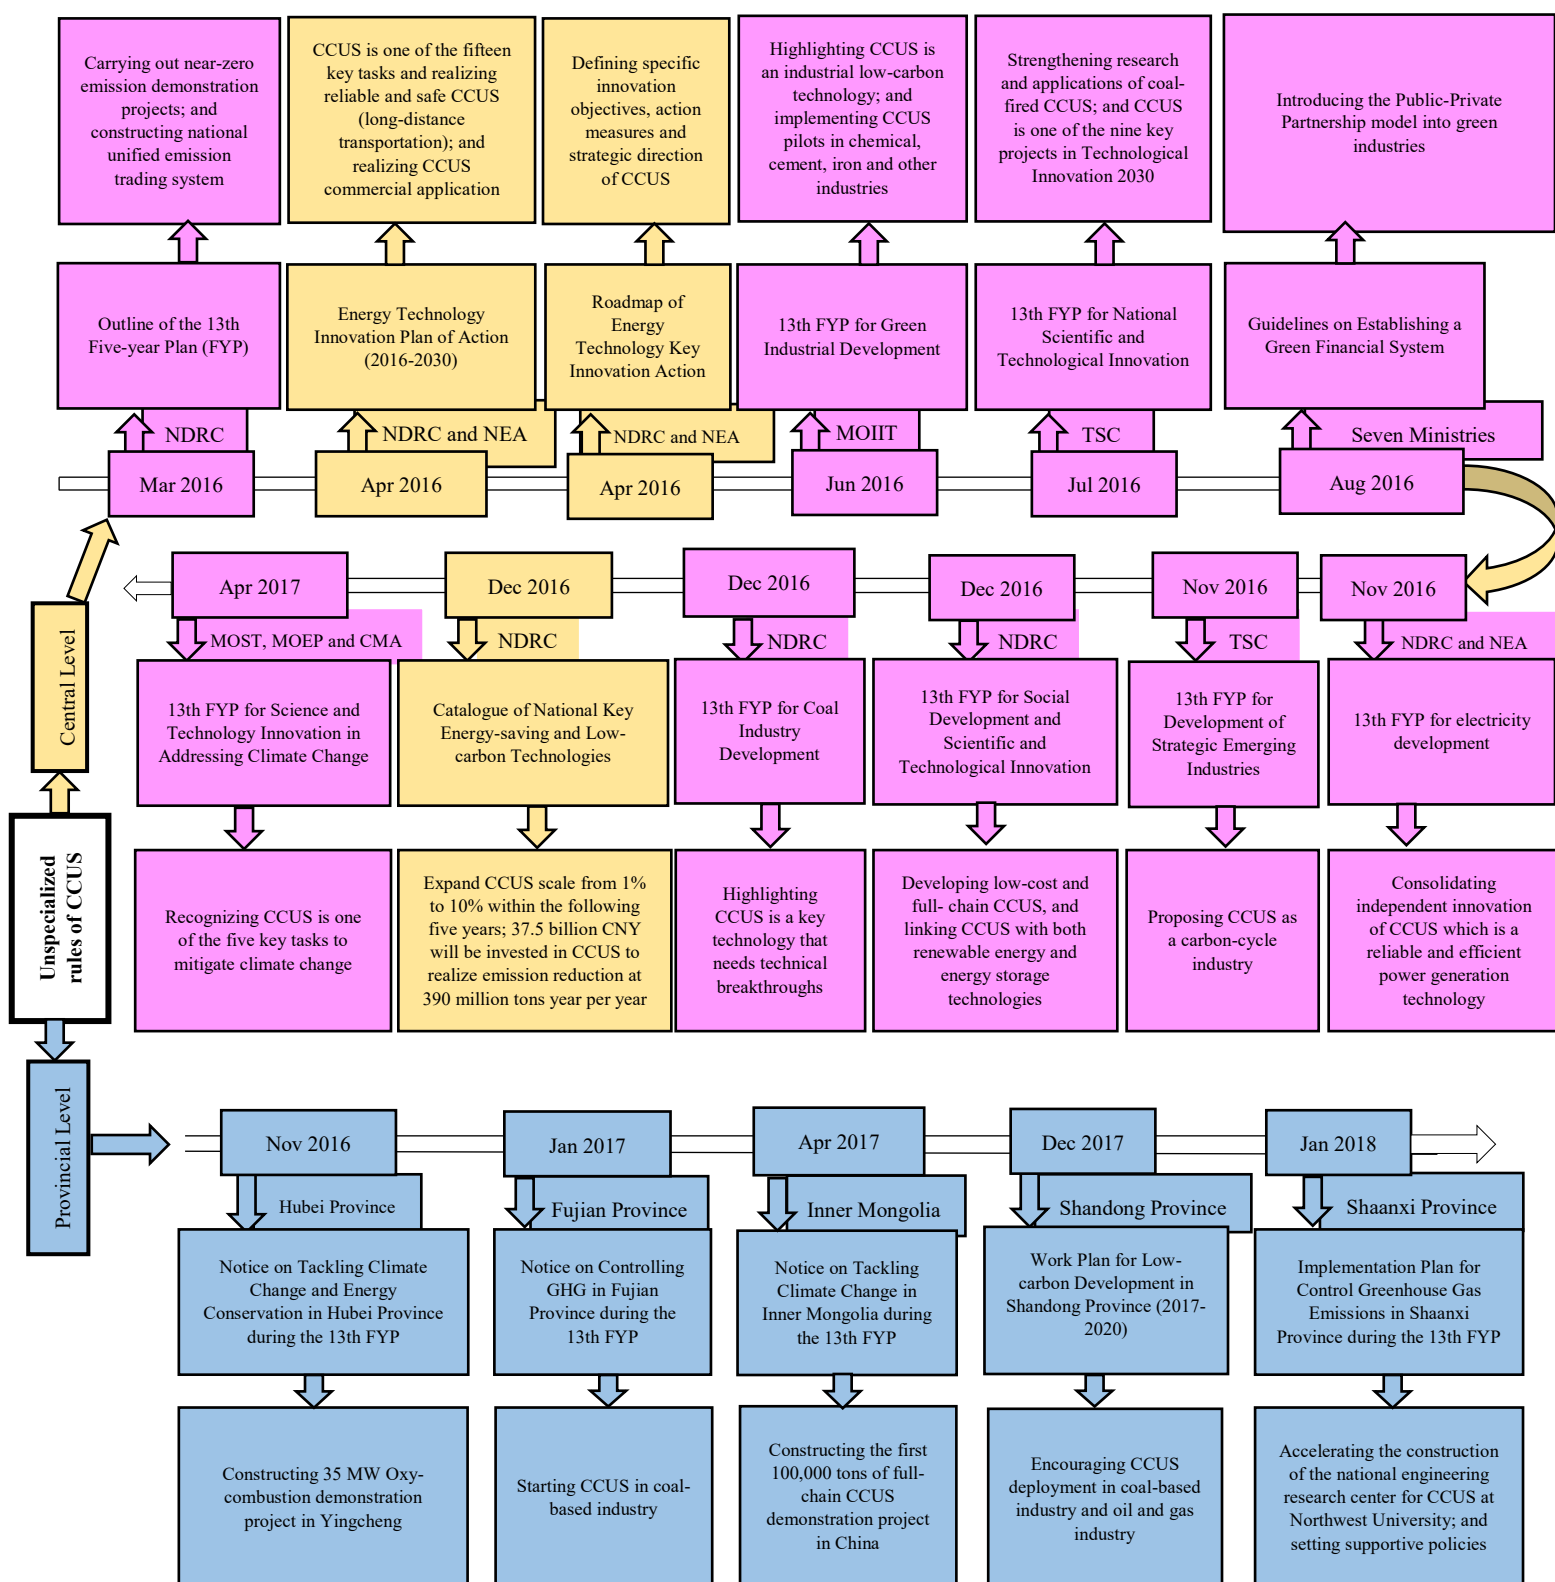 Carrying out near-zero
emission demonstration
projects; and
constructing national
unified emission
trading system
CCUS is one of the fifteen
key tasks and realizing
reliable and safe CCUS
(long-distance
transportation); and
realizing CCUS
commercial application
Defining specific
innovation
objectives, action
measures and
strategic direction
of CCUS
Highlighting CCUS is
an industrial low-carbon
technology; and
implementing CCUS
pilots in chemical,
cement, iron and other
industries
Strengthening research
and applications of coal-
fired CCUS; and CCUS
is one of the nine key
projects in Technological
Innovation 2030
Introducing the Public-Private
Partnership model into green
industries
Outline of the 13th
Five-year Plan (FYP)
Energy Technology
Innovation Plan of Action
(2016-2030)
Roadmap of
Energy
Technology Key
Innovation Action
13th FYP for Green
Industrial Development
13th FYP for National
Scientific and
Technological Innovation
Guidelines on Establishing a
Green Financial System
NDRC
NDRC and NEA
NDRC and NEA
MOIIT
TSC
Seven Ministries
Mar 2016
Apr 2016
Apr 2016
Jun 2016
Jul 2016
Aug 2016
Central Level
Apr 2017
Dec 2016
Dec 2016
Dec 2016
Nov 2016
Nov 2016
MOST, MOEP and CMA
NDRC
NDRC
NDRC
TSC
NDRC and NEA
13th FYP for Science and
Technology Innovation in
Addressing Climate Change
Catalogue of National Key
Energy-saving and Low-
carbon Technologies
13th FYP for Coal
Industry
Development
13th FYP for Social
Development and
Scientific and
Technological Innovation
13th FYP for
Development of
Strategic Emerging
Industries
13th FYP for electricity
development
Unspecialized
rules of CCUS
Recognizing CCUS is one
of the five key tasks to
mitigate climate change
Expand CCUS scale from 1%
to 10% within the following
five years; 37.5 billion CNY
will be invested in CCUS to
realize emission reduction at
390 million tons year per year
Highlighting
CCUS is a key
technology that
needs technical
breakthroughs
Developing low-cost and
full- chain CCUS, and
linking CCUS with both
renewable energy and
energy storage
technologies
Proposing CCUS as
a carbon-cycle
industry
Consolidating
independent innovation
of CCUS which is a
reliable and efficient
power generation
technology
Provincial Level
Nov 2016
Jan 2017
Apr 2017
Dec 2017
Jan 2018
Hubei Province
Fujian Province
Inner Mongolia
Shandong Province
Shaanxi Province
Notice on Tackling Climate
Change and Energy
Conservation in Hubei Province
during the 13th FYP
Notice on Controlling
GHG in Fujian
Province during the
13th FYP
Notice on Tackling
Climate Change in
Inner Mongolia during
the 13th FYP
Work Plan for Low-
carbon Development in
Shandong Province (2017-
2020)
Implementation Plan for
Control Greenhouse Gas
Emissions in Shaanxi
Province during the 13th FYP
Constructing 35 MW Oxy-
combustion demonstration
project in Yingcheng
Starting CCUS in coal-
based industry
Constructing the first
100,000 tons of full-
chain CCUS
demonstration project
in China
Encouraging CCUS
deployment in coal-based
industry and oil and gas
industry
Accelerating the construction
of the national engineering
research center for CCUS at
Northwest University; and
setting supportive policies